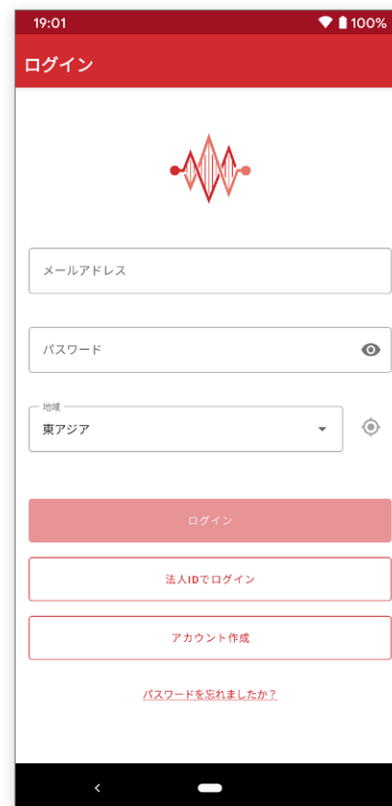 19:01 100%
ログイン
メールアドレス
パスワード
地域
東アジア
ログイン
法人IDでログイン
アカウント作成
パスワードを忘れましたか？